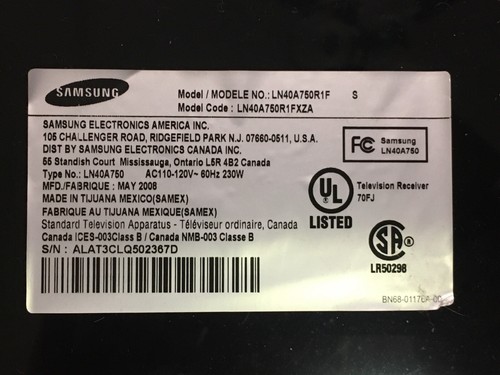 SAMSUNG
Model / MODELE NO.: LN40A750R1F S
Model Code : LN40A750R1FXZA
SAMSUNG ELECTRONICS AMERICA INC.
105 CHALLENGER ROAD, RIDGEFIELD PARK N.J. 07660-0511, U.S.A.
DIST BY SAMSUNG ELECTRONICS CANADA INC.
55 Standish Court Mississauga, Ontario L5R 4B2 Canada
Type No.: LN40A750 AC110-120V~ 60Hz 230W
MFD./FABRIQUE : MAY 2008
MADE IN TIJUANA MEXICO(SAMEX)
FABRIQUE AU TIJUANA MEXIQUE(SAMEX)
Standard Television Apparatus - Téléviseur ordinaire, Canada
Canada ICES-003Class B / Canada NMB-003 Classe B
S/N : ALAT3CLQ502367D
FC Samsung
LN40A750
UL Television Receiver
70FJ
LISTED
SA
LR50298